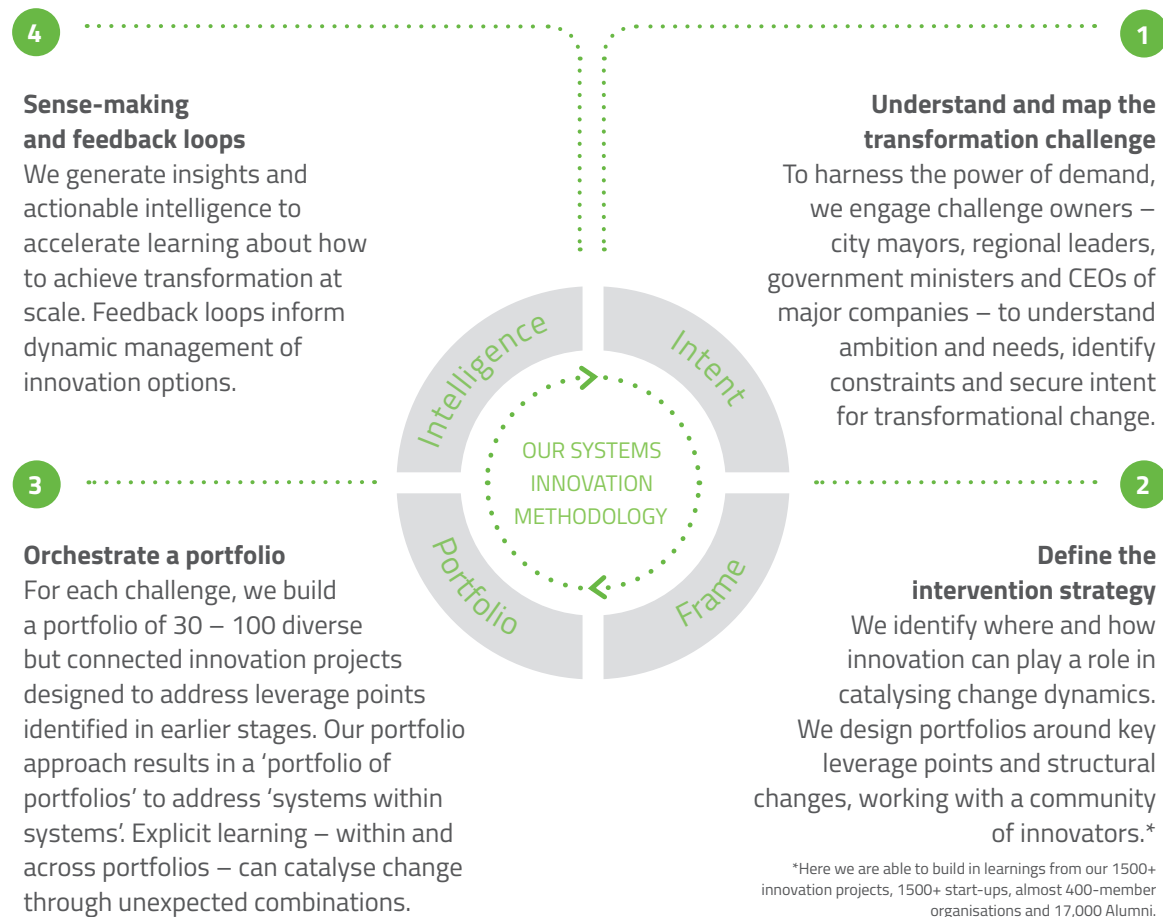 4
Sense-making
and feedback loops
We generate insights and
actionable intelligence to
accelerate learning about how
to achieve transformation at
scale. Feedback loops inform
dynamic management of
innovation options.
1
Understand and map the
transformation challenge
To harness the power of demand,
we engage challenge owners –
city mayors, regional leaders,
government ministers and CEOs of
major companies – to understand
ambition and needs, identify
constraints and secure intent
for transformational change.
Intelligence
Intent
OUR SYSTEMS
INNOVATION
METHODOLOGY
Portfolio
Frame
3
Orchestrate a portfolio
For each challenge, we build
a portfolio of 30 – 100 diverse
but connected innovation projects
designed to address leverage points
identified in earlier stages. Our portfolio
approach results in a ‘portfolio of
portfolios’ to address ‘systems within
systems’. Explicit learning – within and
across portfolios – can catalyse change
through unexpected combinations.
2
Define the
intervention strategy
We identify where and how
innovation can play a role in
catalysing change dynamics.
We design portfolios around key
leverage points and structural
changes, working with a community
of innovators.*
*Here we are able to build in learnings from our 1500+
innovation projects, 1500+ start-ups, almost 400-member
organisations and 17,000 Alumni.